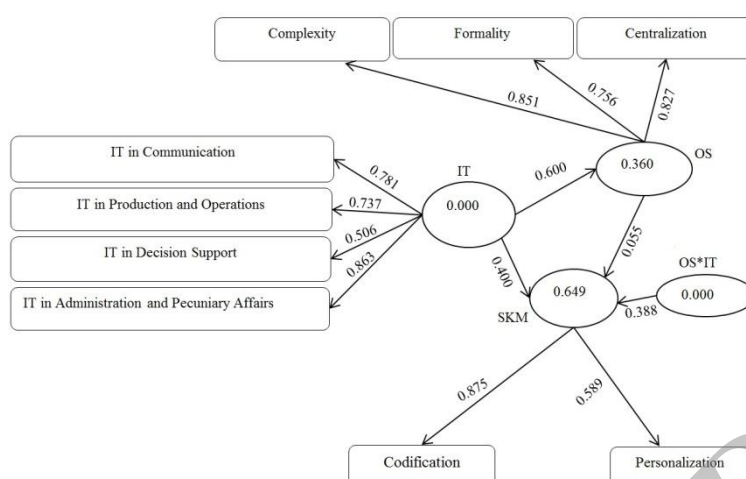 Complexity
Formality
Centralization
0.851
0.756
0.827
IT in Communication
IT in Production and Operations
IT in Decision Support
IT in Administration and Pecuniary Affairs
0.781
0.737
0.506
0.863
IT
0.000
0.600
0.360
OS
0.400
0.055
OS*IT
0.000
0.388
0.649
SKM
0.875
0.589
Codification
Personalization